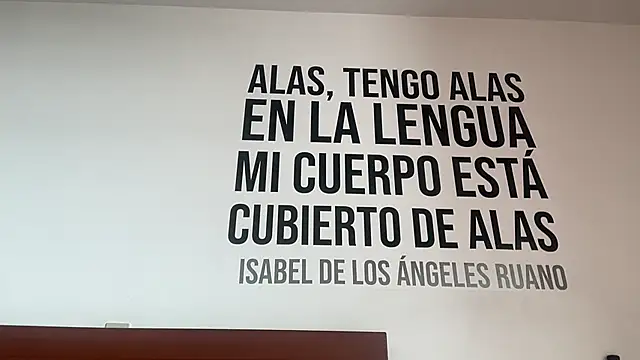 ALAS, TENGO ALAS
EN LA LENGUA
MI CUERPO ESTÁ
CUBIERTO DE ALAS
ISABEL DE LOS ÁNGELES RUANO